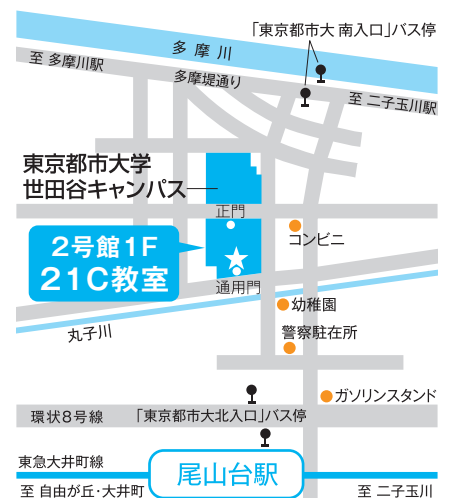 「東京都市大 南入口」バス停
多摩川
至 多摩川駅
多摩堤通り
至 二子玉川駅
東京都市大学
世田谷キャンパス
正門
コンビニ
2号館1F
21C教室
通用門
幼稚園
丸子川
警察駐在所
ガソリンスタンド
環状8号線
「東京都市大北入口」バス停
東急大井町線
尾山台駅
至 自由が丘・大井町
至 二子玉川